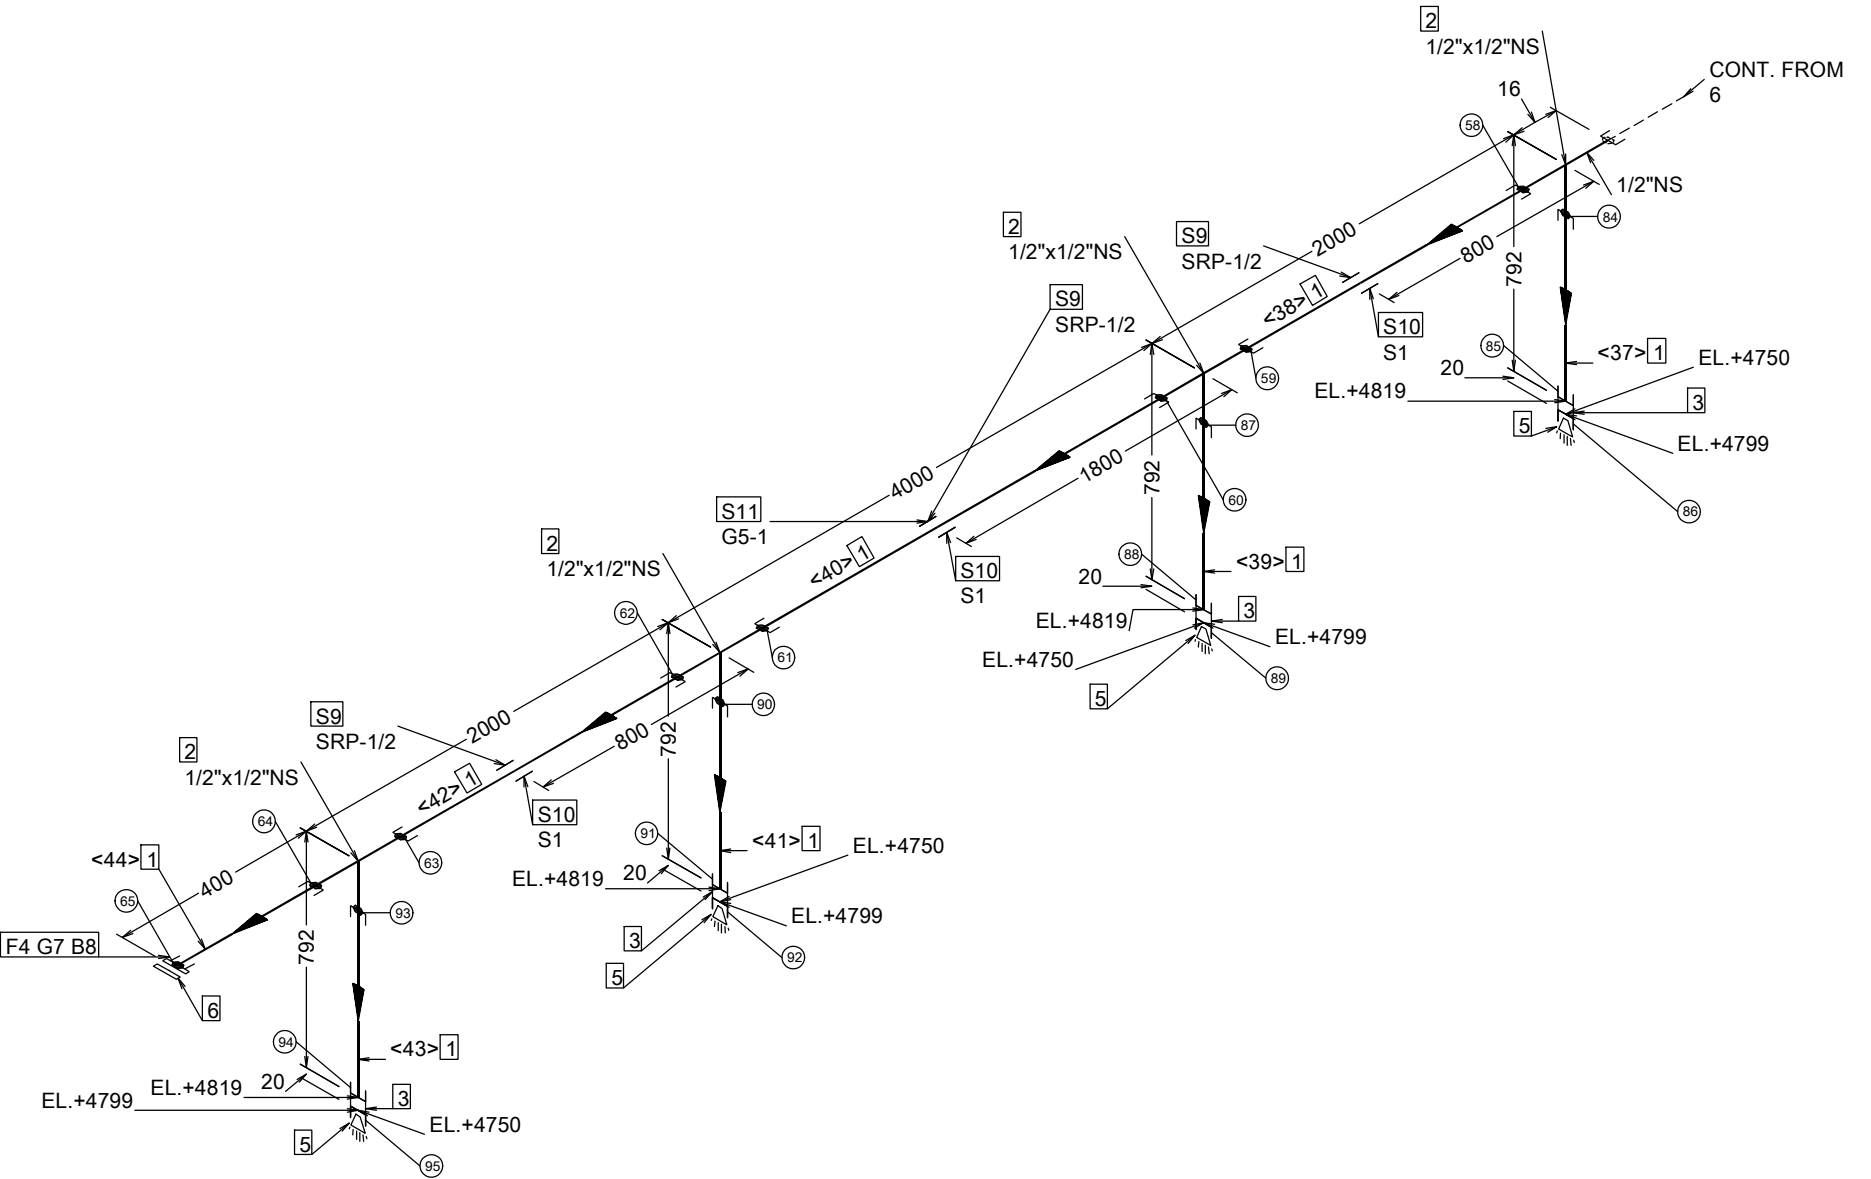 2
1/2"x1/2"NS
CONT. FROM
6
16
58
1/2"NS
84
2
1/2"x1/2"NS
S9
SRP-1/2
2000
800
792
<38> 1
S9
SRP-1/2
S10
S1
85
20
<37> 1
EL.+4750
EL.+4819
3
5
EL.+4799
86
59
87
4000
1800
792
60
S11
G5-1
2
1/2"x1/2"NS
<40> 1
S10
S1
88
20
<39> 1
EL.+4819
3
EL.+4799
EL.+4750
89
5
62
61
90
S9
SRP-1/2
2000
800
792
2
1/2"x1/2"NS
<42> 1
S10
S1
91
20
<41> 1
EL.+4750
EL.+4819
EL.+4799
3
5
92
64
63
93
<44> 1
400
65
792
F4 G7 B8
6
94
<43> 1
20
EL.+4819
EL.+4799
3
EL.+4750
5
95